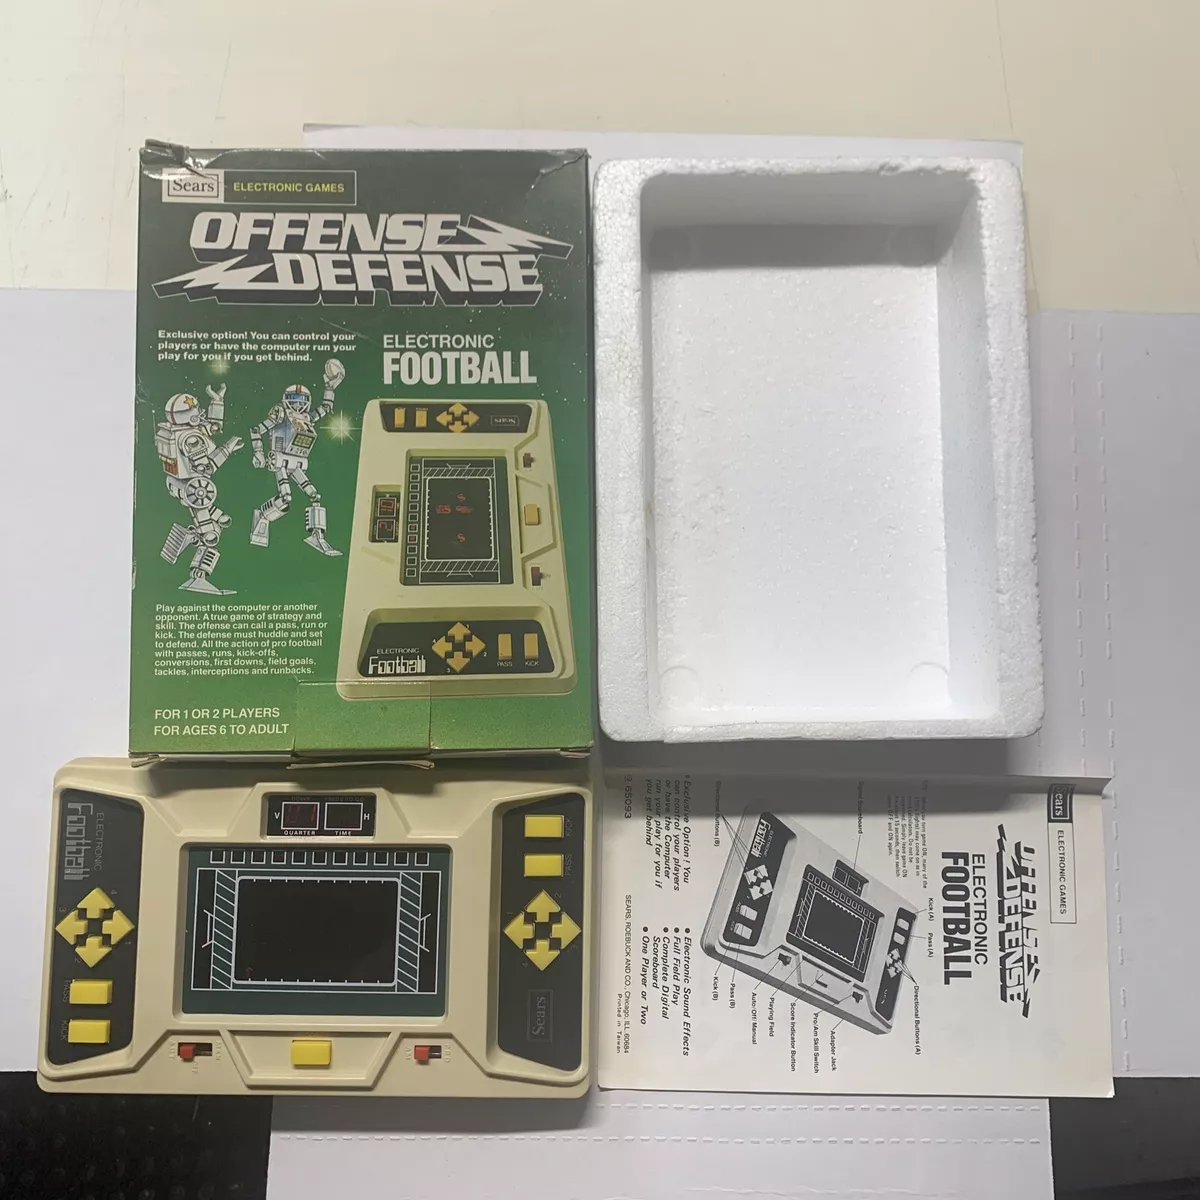 Sears
ELECTRONIC GAMES
OFFENSE
DEFENSE
Exclusive option! You can control your
players or have the computer run your
play for you if you get behind.
ELECTRONIC
FOOTBALL
Sears
ELECTRONIC
Football
PASS
KICK
Play against the computer or another
opponent. A true game of strategy and
skill. The offense can call a pass, run or
kick. The defense must huddle and set
to defend. All the action of pro football
with passes, runs, kick-offs,
conversions, first downs, field goals,
tackles, interceptions and runbacks.
FOR 1 OR 2 PLAYERS
FOR AGES 6 TO ADULT
ELECTRONIC
Football
V
H
QUARTER
TIME
PASS
KICK
Sears
Sears
ELECTRONIC GAMES
OFFENSE
DEFENSE
ELECTRONIC
FOOTBALL
Kick (A)
Pass (A)
Directional Buttons (A)
Adapter Jack
Pro/Am Skill Switch
Score Indicator Button
Playing Field
Auto/Off/Manual
Pass (B)
Kick (B)
Directional Buttons (B)
Exclusive Option! You
can control your players
or have the Computer
run your play for you if
you get behind
• Electronic Sound Effects
• Full Field Play
• Complete Digital
Scoreboard
• One Player or Two
65093
SEARS, ROEBUCK AND CO., Chicago, ILL. 60684
Printed in Taiwan